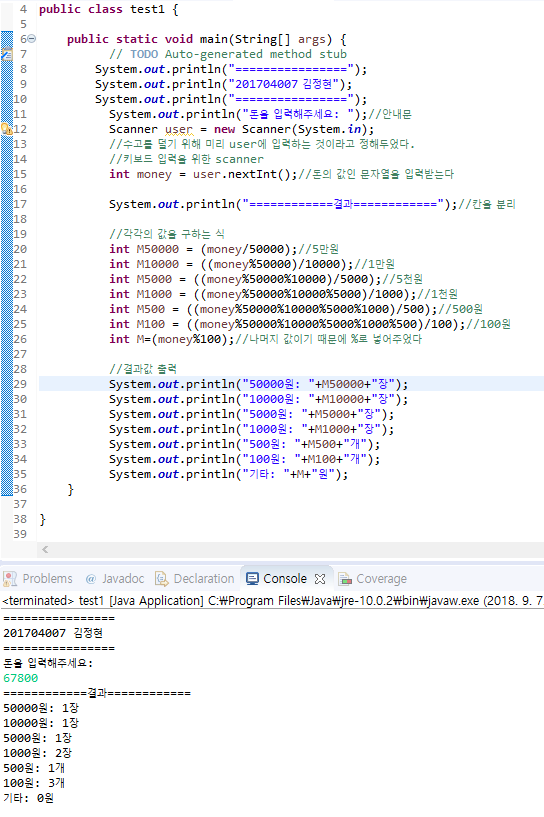 4 public class test1 {
5
6 public static void main(String[] args) {
7 // TODO Auto-generated method stub
8 System.out.println("================");
9 System.out.println("201704007 김정현");
10 System.out.println("================");
11 System.out.println("돈을 입력해주세요: ");//안내문
12 Scanner user = new Scanner(System.in);
13 //수고를 덜기 위해 미리 user에 입력하는 것이라고 정해두었다.
14 //키보드 입력을 위한 scanner
15 int money = user.nextInt();//돈의 값인 문자열을 입력받는다
16
17 System.out.println("============결과============");//칸을 분리
18
19 //각각의 값을 구하는 식
20 int M50000 = (money/50000);//5만원
21 int M10000 = ((money%50000)/10000);//1만원
22 int M5000 = ((money%50000%10000)/5000);//5천원
23 int M1000 = ((money%50000%10000%5000)/1000);//1천원
24 int M500 = ((money%50000%10000%5000%1000)/500);//500원
25 int M100 = ((money%50000%10000%5000%1000%500)/100);//100원
26 int M=(money%100);//나머지 값이기 때문에 %로 넣어주었다
27
28 //결과값 출력
29 System.out.println("50000원: "+M50000+"장");
30 System.out.println("10000원: "+M10000+"장");
31 System.out.println("5000원: "+M5000+"장");
32 System.out.println("1000원: "+M1000+"장");
33 System.out.println("500원: "+M500+"개");
34 System.out.println("100원: "+M100+"개");
35 System.out.println("기타: "+M+"원");
36 }
37
38 }
39
Problems @ Javadoc Declaration Console Coverage
<terminated> test1 [Java Application] C:₩Program Files₩Java₩jre-10.0.2₩bin₩javaw.exe (2018. 9. 7.
================
201704007 김정현
================
돈을 입력해주세요:
67800
============결과============
50000원: 1장
10000원: 1장
5000원: 1장
1000원: 2장
500원: 1개
100원: 3개
기타: 0원